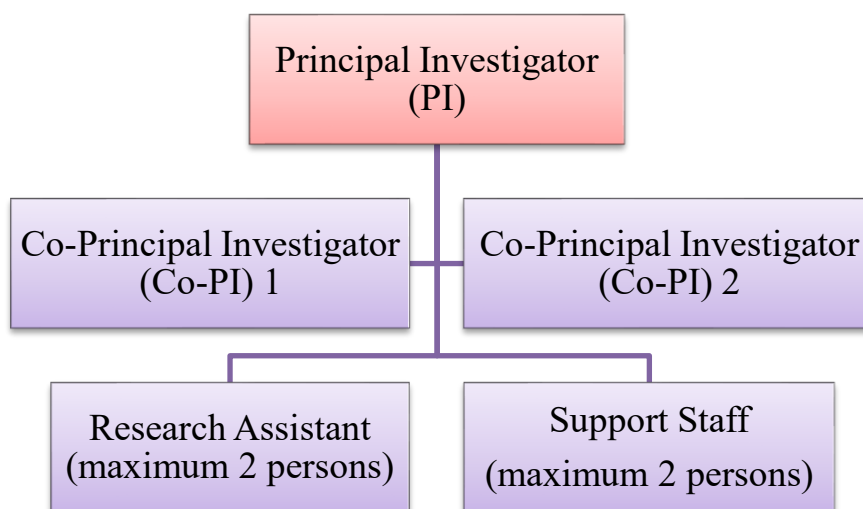 Principal Investigator
(PI)
Co-Principal Investigator
(Co-PI) 1
Co-Principal Investigator
(Co-PI) 2
Research Assistant
(maximum 2 persons)
Support Staff
(maximum 2 persons)